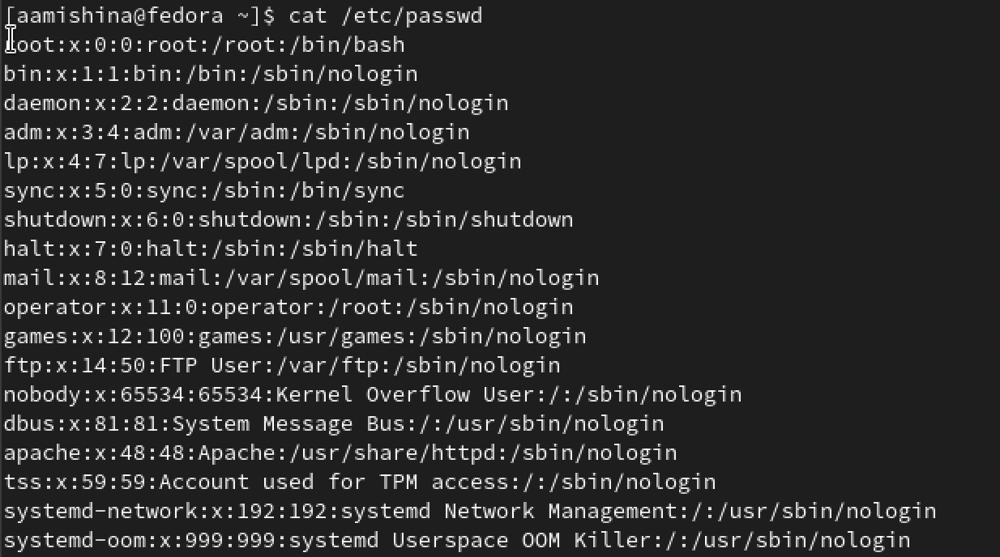 [aamishina@fedora ~]$ cat /etc/passwd
root:x:0:0:root:/root:/bin/bash
bin:x:1:1:bin:/bin:/sbin/nologin
daemon:x:2:2:daemon:/sbin:/sbin/nologin
adm:x:3:4:adm:/var/adm:/sbin/nologin
lp:x:4:7:lp:/var/spool/lpd:/sbin/nologin
sync:x:5:0:sync:/sbin:/bin/sync
shutdown:x:6:0:shutdown:/sbin:/sbin/shutdown
halt:x:7:0:halt:/sbin:/sbin/halt
mail:x:8:12:mail:/var/spool/mail:/sbin/nologin
operator:x:11:0:operator:/root:/sbin/nologin
games:x:12:100:games:/usr/games:/sbin/nologin
ftp:x:14:50:FTP User:/var/ftp:/sbin/nologin
nobody:x:65534:65534:Kernel Overflow User:/:/sbin/nologin
dbus:x:81:81:System Message Bus:/:/usr/sbin/nologin
apache:x:48:48:Apache:/usr/share/httpd:/sbin/nologin
tss:x:59:59:Account used for TPM access:/:/sbin/nologin
systemd-network:x:192:192:systemd Network Management:/:/usr/sbin/nologin
systemd-oom:x:999:999:systemd Userspace OOM Killer:/:/usr/sbin/nologin